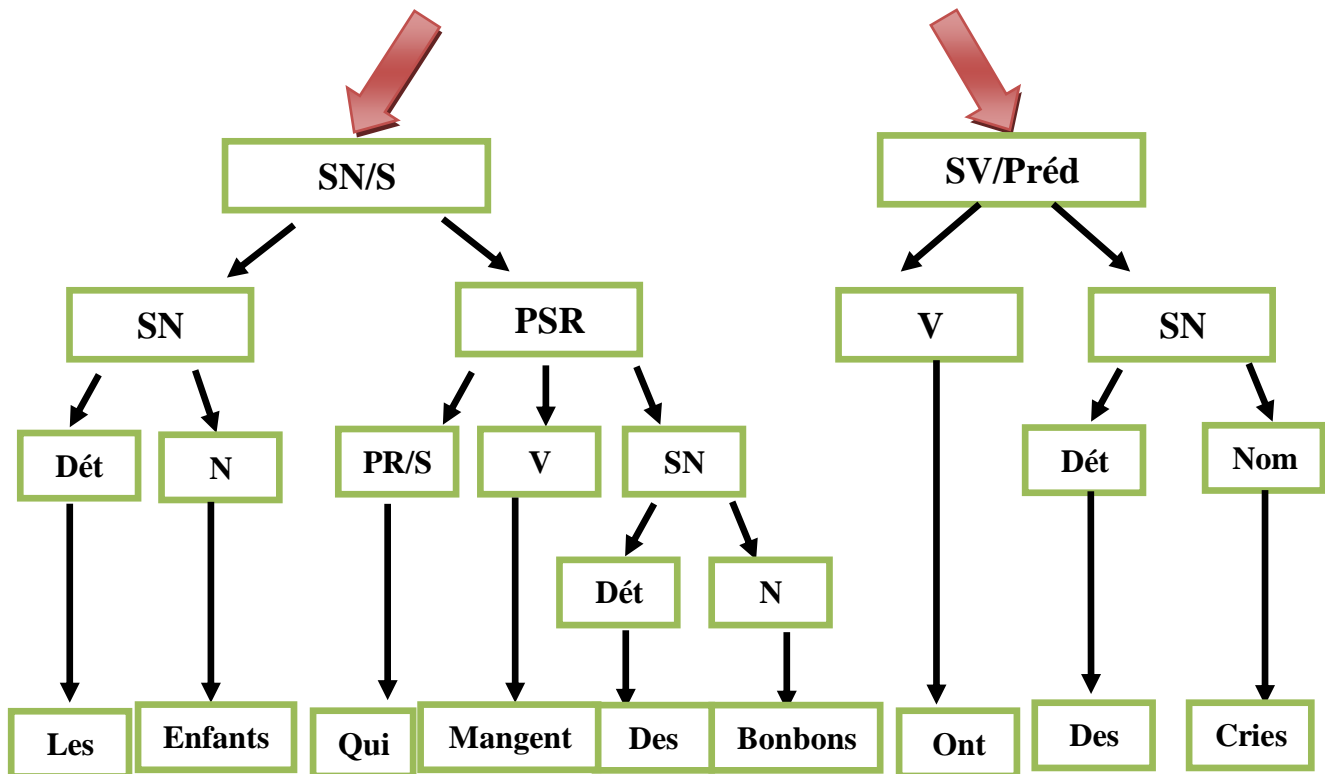 SN/S SV/Préd
SN PSR V SN
Dét N PR/S V SN Dét Nom
Dét N
Les Enfants Qui Mangent Des Bonbons Ont Des Cries